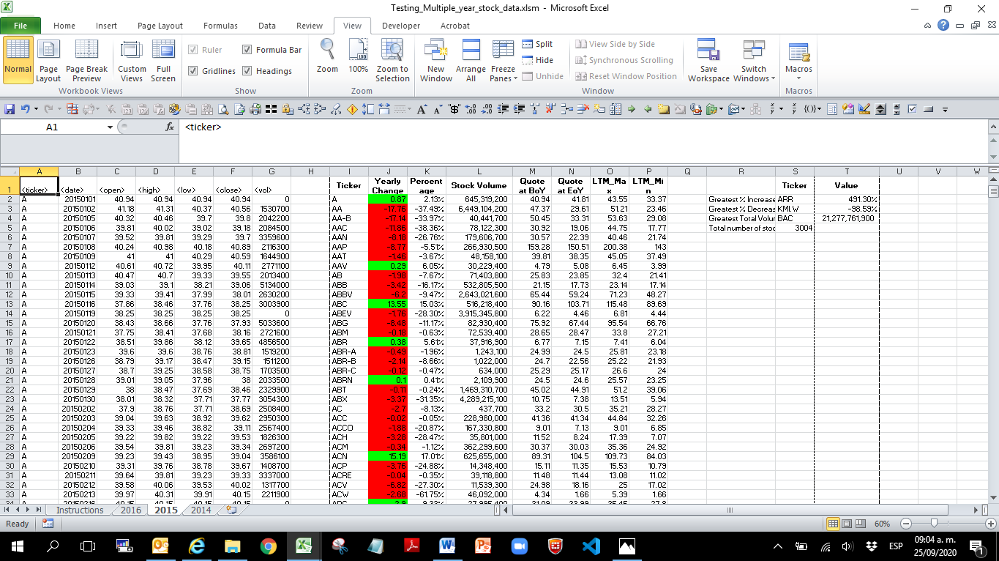 Testing_Multiple_year_stock_data.xlsm - Microsoft Excel
File Home Insert Page Layout Formulas Data Review View Developer Acrobat
Normal Page Layout Page Break Preview Custom Views Full Screen
Workbook Views
Ruler Formula Bar
Gridlines Headings
Show
Zoom 100% Zoom to Selection
Zoom
New Window Arrange All Freeze Panes
Split
Hide
Unhide
View Side by Side
Synchronous Scrolling
Reset Window Position
Window
Save Workspace Switch Windows
Macros
Macros
A1 fx <ticker>
A B C D E F G H I J K L M N O P Q R S T U V W
1 <ticker> <date> <open> <high> <low> <close> <vol> Ticker Yearly Change Percent age Stock Volume Quote at BoY Quote at EoY LTM_Ma x LTM_Mi n Ticker Value
2 A 20150101 40.94 40.94 40.94 40.94 0 A 0.87 2.13% 645,319,200 40.94 41.81 43.55 33.37 Greatest % Increase ARR 491.30%
3 A 20150102 41.18 41.31 40.37 40.56 1530700 AA -17.76 -37.49% 6,449,104,200 47.37 29.61 51.21 23.46 Greatest % Decreas KMI.W -98.59%
4 A 20150105 40.32 40.46 39.7 39.8 2042200 AA-B -17.14 -33.97% 40,441,700 50.45 33.31 53.63 29.08 Greatest Total Volur BAC 21,277,761,900
5 A 20150106 39.81 40.02 39.02 39.18 2084500 AAC -11.86 -38.36% 78,122,300 30.92 19.06 44.75 17.77 Total number of stoc 3004
6 A 20150107 39.52 39.81 39.29 39.7 3359600 AAN -8.18 -26.76% 179,606,700 30.57 22.39 40.46 21.74
7 A 20150108 40.24 40.98 40.18 40.89 2116300 AAP -8.77 -5.51% 266,930,500 159.28 150.51 200.38 143
8 A 20150109 41 41 40.29 40.59 1644900 AAT -1.46 -3.67% 48,158,100 39.81 38.35 45.05 37.49
9 A 20150112 40.61 40.72 39.95 40.11 2771100 AAV 0.29 6.05% 30,229,400 4.79 5.08 6.45 3.99
10 A 20150113 40.47 40.7 39.33 39.55 2013400 AB -1.98 -7.67% 71,403,800 25.83 23.85 32.4 21.41
11 A 20150114 39.03 39.1 38.21 39.06 5134000 ABB -3.42 -16.17% 532,805,500 21.15 17.73 23.14 17.14
12 A 20150115 39.33 39.41 37.99 38.01 2630200 ABBV -6.2 -9.47% 2,643,021,600 65.44 59.24 71.23 48.27
13 A 20150116 37.86 38.46 37.76 38.25 3003900 ABC 13.55 15.03% 516,218,400 90.16 103.71 115.48 89.69
14 A 20150119 38.25 38.25 38.25 38.25 0 ABEV -1.76 -28.30% 3,915,345,800 6.22 4.46 6.81 4.44
15 A 20150120 38.43 38.66 37.76 37.93 5033600 ABG -8.48 -11.17% 82,930,400 75.92 67.44 95.54 66.76
16 A 20150121 37.75 38.41 37.68 38.16 2721600 ABM -0.18 -0.63% 72,539,400 28.65 28.47 33.8 27.21
17 A 20150122 38.51 39.86 38.12 39.65 4856500 ABR 0.38 5.61% 37,916,900 6.77 7.15 7.41 6.04
18 A 20150123 39.6 39.6 38.76 38.81 1519200 ABR-A -0.49 -1.96% 1,243,100 24.99 24.5 25.81 23.18
19 A 20150126 38.79 39.17 38.47 39.15 1511200 ABR-B -2.14 -8.66% 1,022,000 24.7 22.56 25.22 21.93
20 A 20150127 38.7 39.25 38.58 38.75 1703500 ABR-C -0.12 -0.47% 634,000 25.29 25.17 26.6 24
21 A 20150128 39.01 39.05 37.96 38 2033500 ABRN 0.1 0.41% 2,109,900 24.5 24.6 25.57 23.25
22 A 20150129 38 38.47 37.69 38.46 2329900 ABT -0.11 -0.24% 1,469,310,700 45.02 44.91 51.2 39.06
23 A 20150130 38.01 38.32 37.71 37.77 3054300 ABX -3.37 -31.35% 4,289,215,100 10.75 7.38 13.51 5.94
24 A 20150202 37.9 38.76 37.71 38.69 2508400 AC -2.7 -8.13% 437,700 33.2 30.5 35.21 28.27
25 A 20150203 39.04 39.63 38.92 39.62 2950300 ACC -0.02 -0.05% 228,980,000 41.36 41.34 44.84 32.26
26 A 20150204 39.33 39.46 38.82 39.11 2567400 ACCO -1.88 -20.87% 167,330,800 9.01 7.13 9.01 6.85
27 A 20150205 39.22 39.82 39.22 39.53 1826300 ACH -3.28 -28.47% 35,801,000 11.52 8.24 17.39 7.07
28 A 20150206 39.54 39.81 39.23 39.34 2697200 ACM -0.34 -1.12% 362,299,600 30.37 30.03 35.36 24.92
29 A 20150209 39.23 39.43 38.95 39.04 3586100 ACN 15.19 17.01% 625,655,000 89.31 104.5 109.73 84.03
30 A 20150210 39.31 39.76 38.78 39.67 1408700 ACP -3.76 -24.88% 14,348,400 15.11 11.35 15.53 10.79
31 A 20150211 39.64 39.81 39.23 39.33 3337000 ACRE -0.04 -0.35% 39,118,800 11.48 11.44 13.08 11.02
32 A 20150212 39.58 40.06 39.53 40.02 1317700 ACV -6.82 -27.30% 11,539,300 24.98 18.16 25 17.02
33 A 20150213 39.97 40.31 39.91 40.15 2211900 ACW -2.68 -61.75% 46,092,000 4.34 1.66 5.39 1.66
Instructions 2016 2015 2014
Ready 60%
ESP 09:04 a. m.
25/09/2020
1